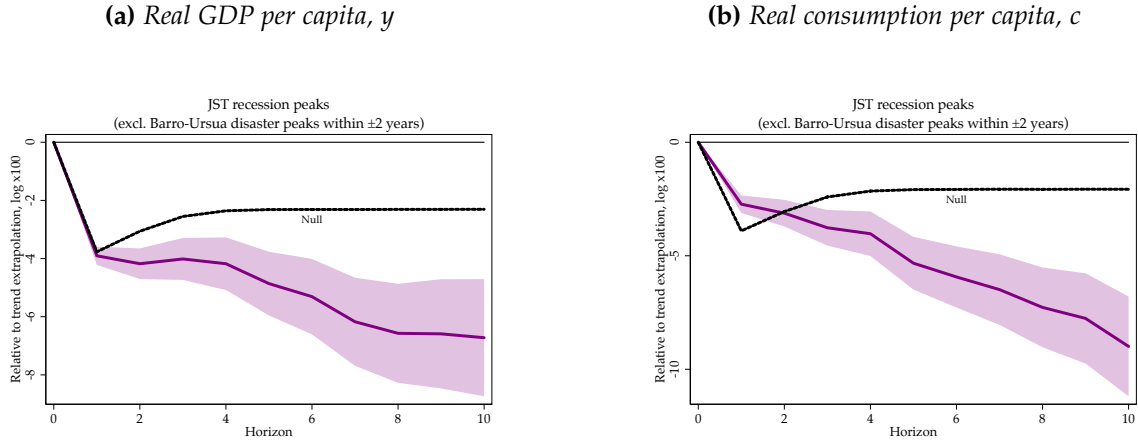 (a) Real GDP per capita, y
JST recession peaks
(excl. Barro-Ursua disaster peaks within ±2 years)
Relative to trend extrapolation, log x100
0
-2
-4
-6
-8
Null
0 2 4 6 8 10
Horizon
(b) Real consumption per capita, c
JST recession peaks
(excl. Barro-Ursua disaster peaks within ±2 years)
Relative to trend extrapolation, log x100
0
-5
-10
Null
0 2 4 6 8 10
Horizon